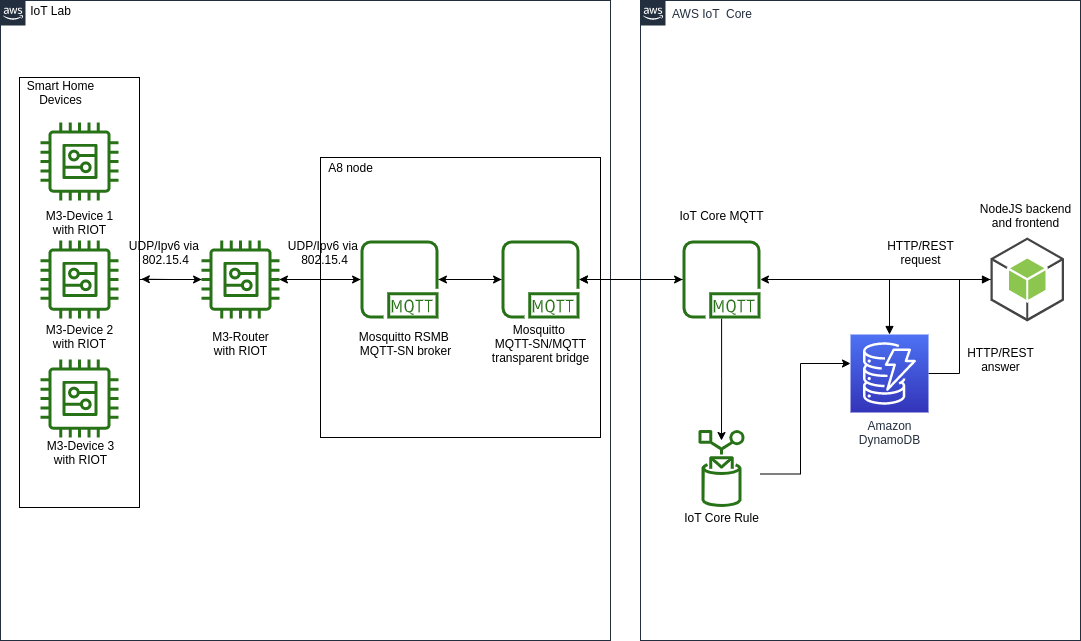 aws
IoT Lab
Smart Home
Devices
M3-Device 1
with RIOT
M3-Device 2
with RIOT
M3-Device 3
with RIOT
UDP/Ipv6 via
802.15.4
M3-Router
with RIOT
UDP/Ipv6 via
802.15.4
A8 node
MQTT
Mosquitto RSMB
MQTT-SN broker
MQTT
Mosquitto
MQTT-SN/MQTT
transparent bridge
aws
AWS IoT Core
IoT Core MQTT
MQTT
IoT Core Rule
HTTP/REST
request
NodeJS backend
and frontend
HTTP/REST
answer
Amazon
DynamoDB